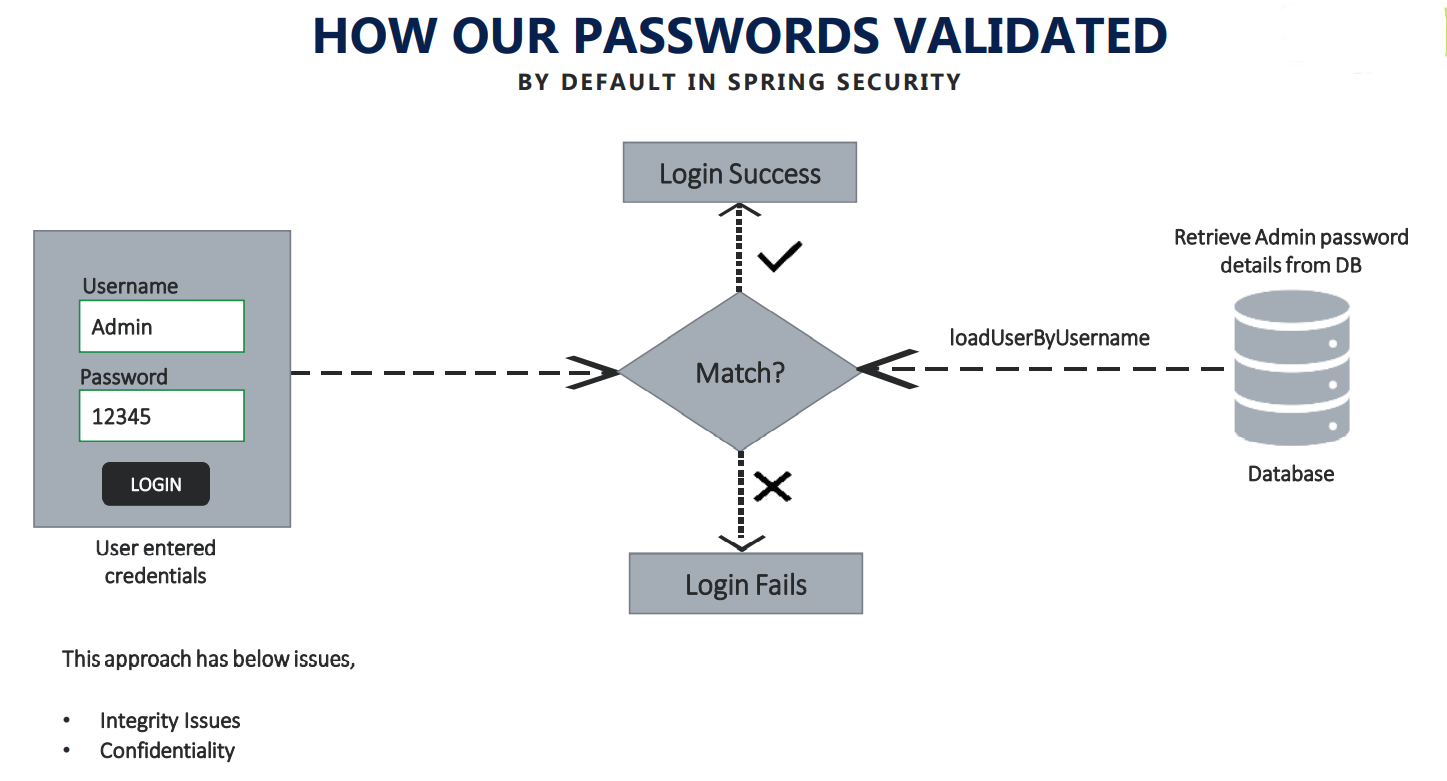 HOW OUR PASSWORDS VALIDATED
BY DEFAULT IN SPRING SECURITY
Login Success
Username
Admin
Password
12345
LOGIN
User entered
credentials
Match?
loadUserByUsername
Retrieve Admin password
details from DB
Database
Login Fails
This approach has below issues,
• Integrity Issues
• Confidentiality